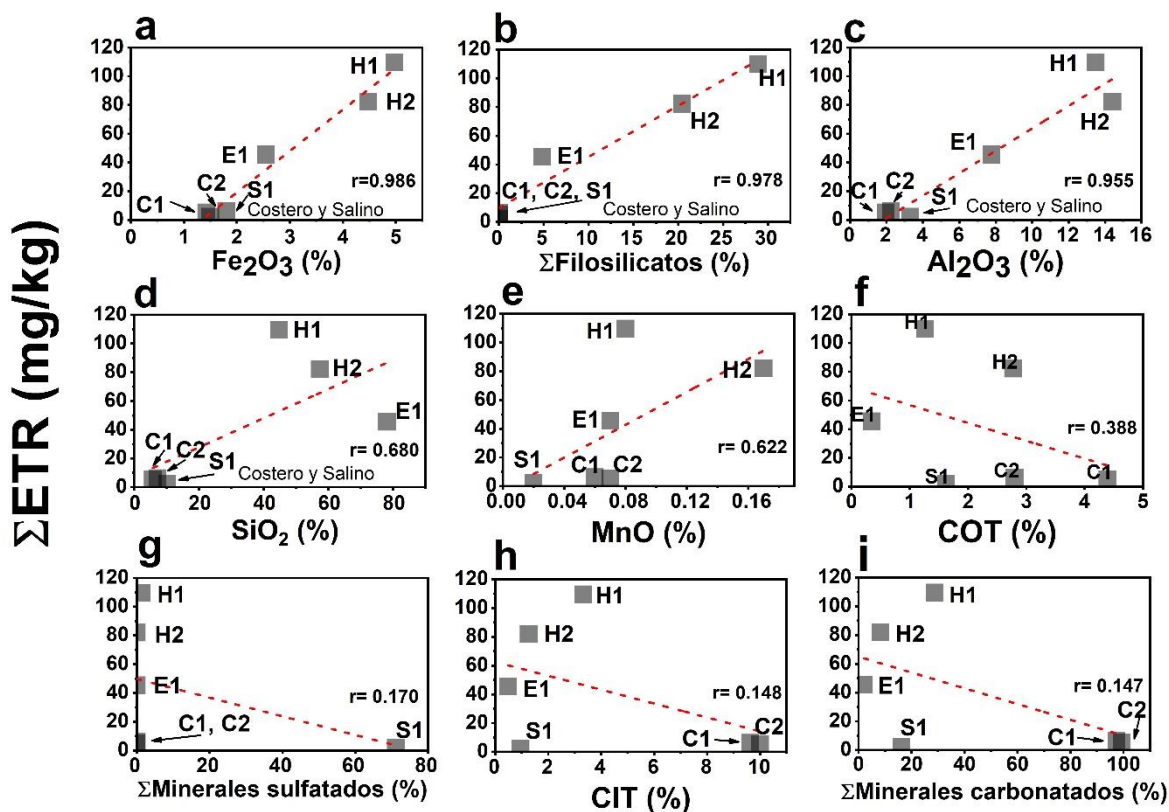 ΣETR (mg/kg)
a
120
100
80
60
40
20
0
H1
H2
E1
C2
S1
C1
r=0.986
Costero y Salino
0 1 2 3 4 5
Fe₂O₃ (%)
b
120
100
80
60
40
20
0
H1
H2
E1
C1, C2, S1
r=0.978
0 5 10 15 20 25 30
ΣFilosilicatos (%)
c
120
100
80
60
40
20
0
H1
H2
E1
C1
C2
S1
r=0.955
Costero y Salino
0 2 4 6 8 10 12 14 16
Al₂O₃ (%)
d
120
100
80
60
40
20
0
H1
H2
E1
C1
C2
S1
r= 0.680
Costero y Salino
0 20 40 60 80
SiO₂ (%)
e
120
100
80
60
40
20
0
H1
H2
E1
S1
C1
C2
r= 0.622
0.00 0.04 0.08 0.12 0.16
MnO (%)
f
120
100
80
60
40
20
0
H1
H2
E1
r= 0.388
S1
C2
C1
0 1 2 3 4 5
COT (%)
g
120
100
80
60
40
20
0
H1
H2
E1
r= 0.170
C1, C2
S1
0 20 40 60 80
ΣMinerales sulfatados (%)
h
120
100
80
60
40
20
0
H1
H2
E1
r= 0.148
S1
C1
C2
0 2 4 6 8 10
CIT (%)
i
120
100
80
60
40
20
0
H1
H2
E1
r= 0.147
S1
C1
C2
0 20 40 60 80 100
ΣMinerales carbonatados (%)